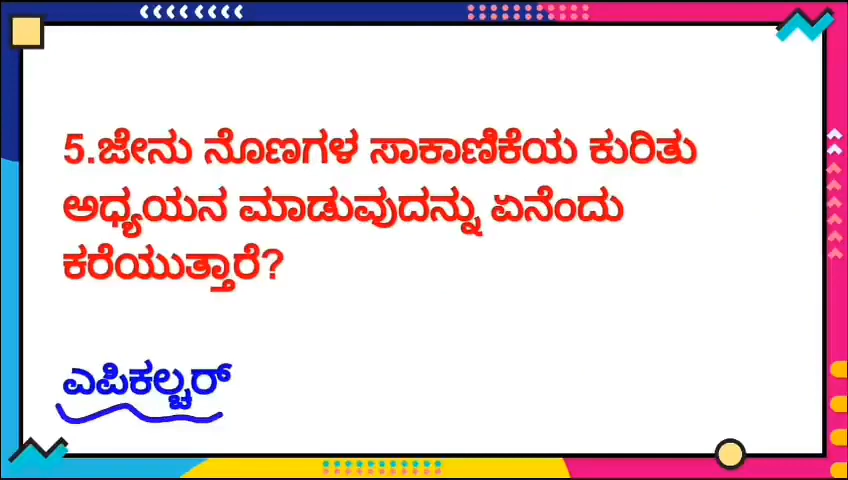 5.ಜೇನು ನೊಣಗಳ ಸಾಕಾಣಿಕೆಯ ಕುರಿತು
ಅಧ್ಯಯನ ಮಾಡುವುದನ್ನು ಏನೆಂದು
ಕರೆಯುತ್ತಾರೆ?
ಎಪಿಕಲ್ಚರ್